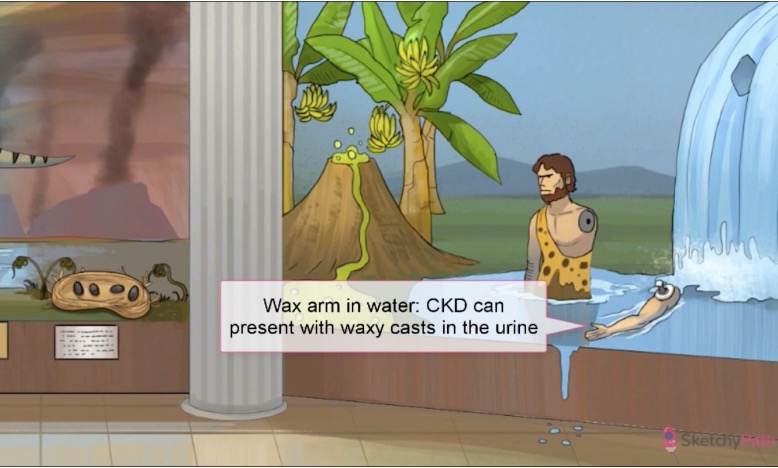 Wax arm in water: CKD can
present with waxy casts in the urine
SketchyPath